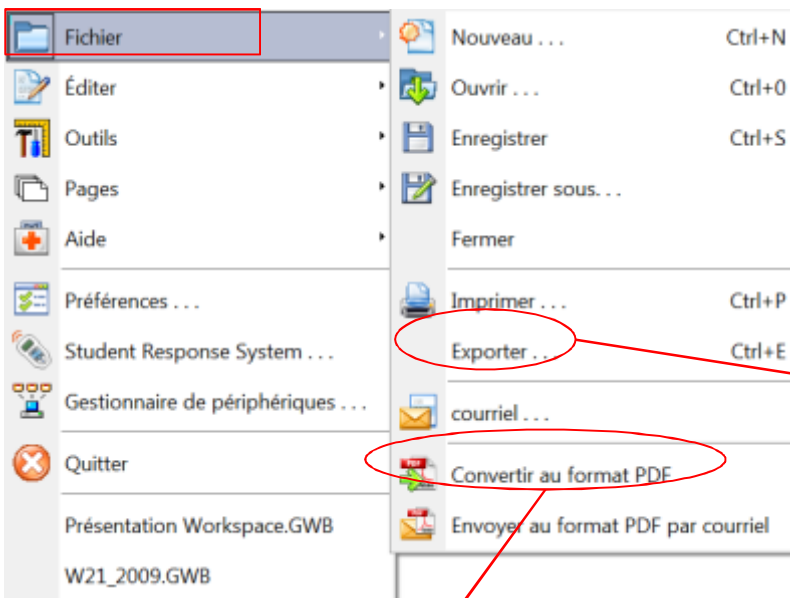 Fichier
Éditer
Outils
Pages
Aide
Préférences . . .
Student Response System . . .
Gestionnaire de périphériques . . .
Quitter
Présentation Workspace.GWB
W21_2009.GWB
Nouveau . . . Ctrl+N
Ouvrir . . . Ctrl+0
Enregistrer Ctrl+S
Enregistrer sous. . .
Fermer
Imprimer . . . Ctrl+P
Exporter . . . Ctrl+E
courriel . . .
Convertir au format PDF
Envoyer au format PDF par courriel